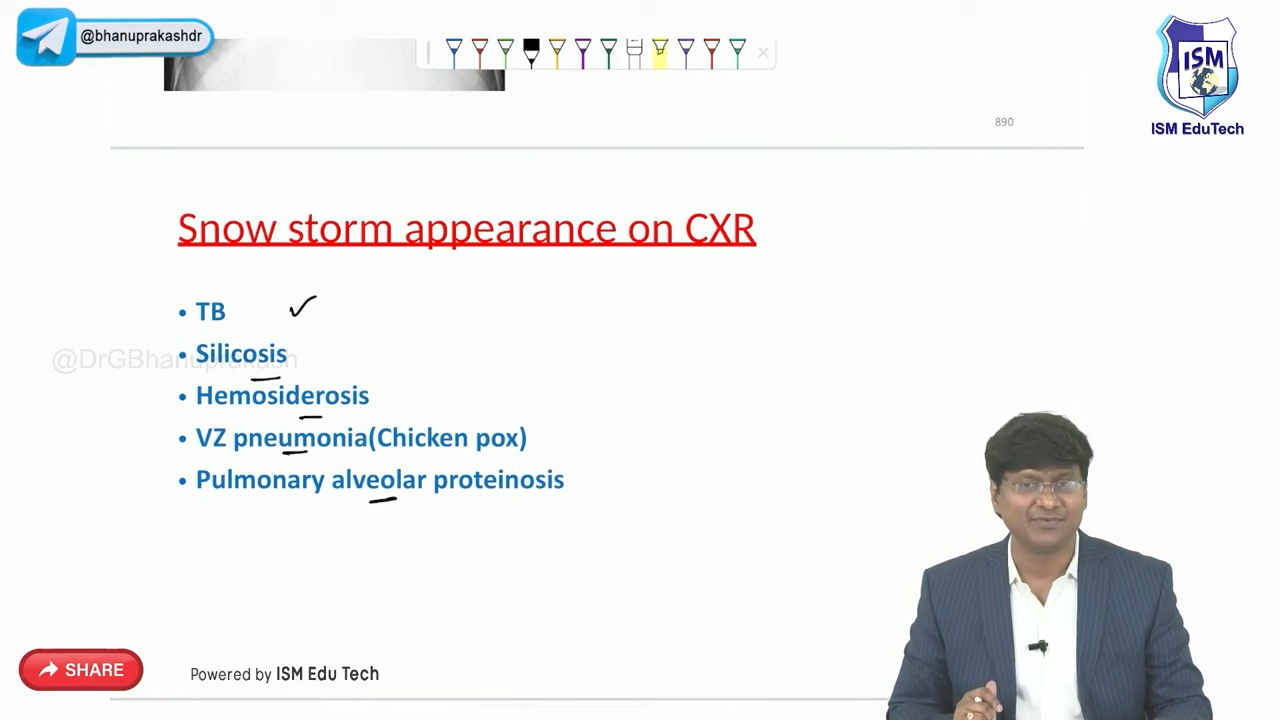 @bhanuprakashdr
ISM
ISM EduTech
890
Snow storm appearance on CXR
• TB
• Silicosis
@DrGBhanuprakash
• Hemosiderosis
• VZ pneumonia(Chicken pox)
• Pulmonary alveolar proteinosis
SHARE
Powered by ISM Edu Tech